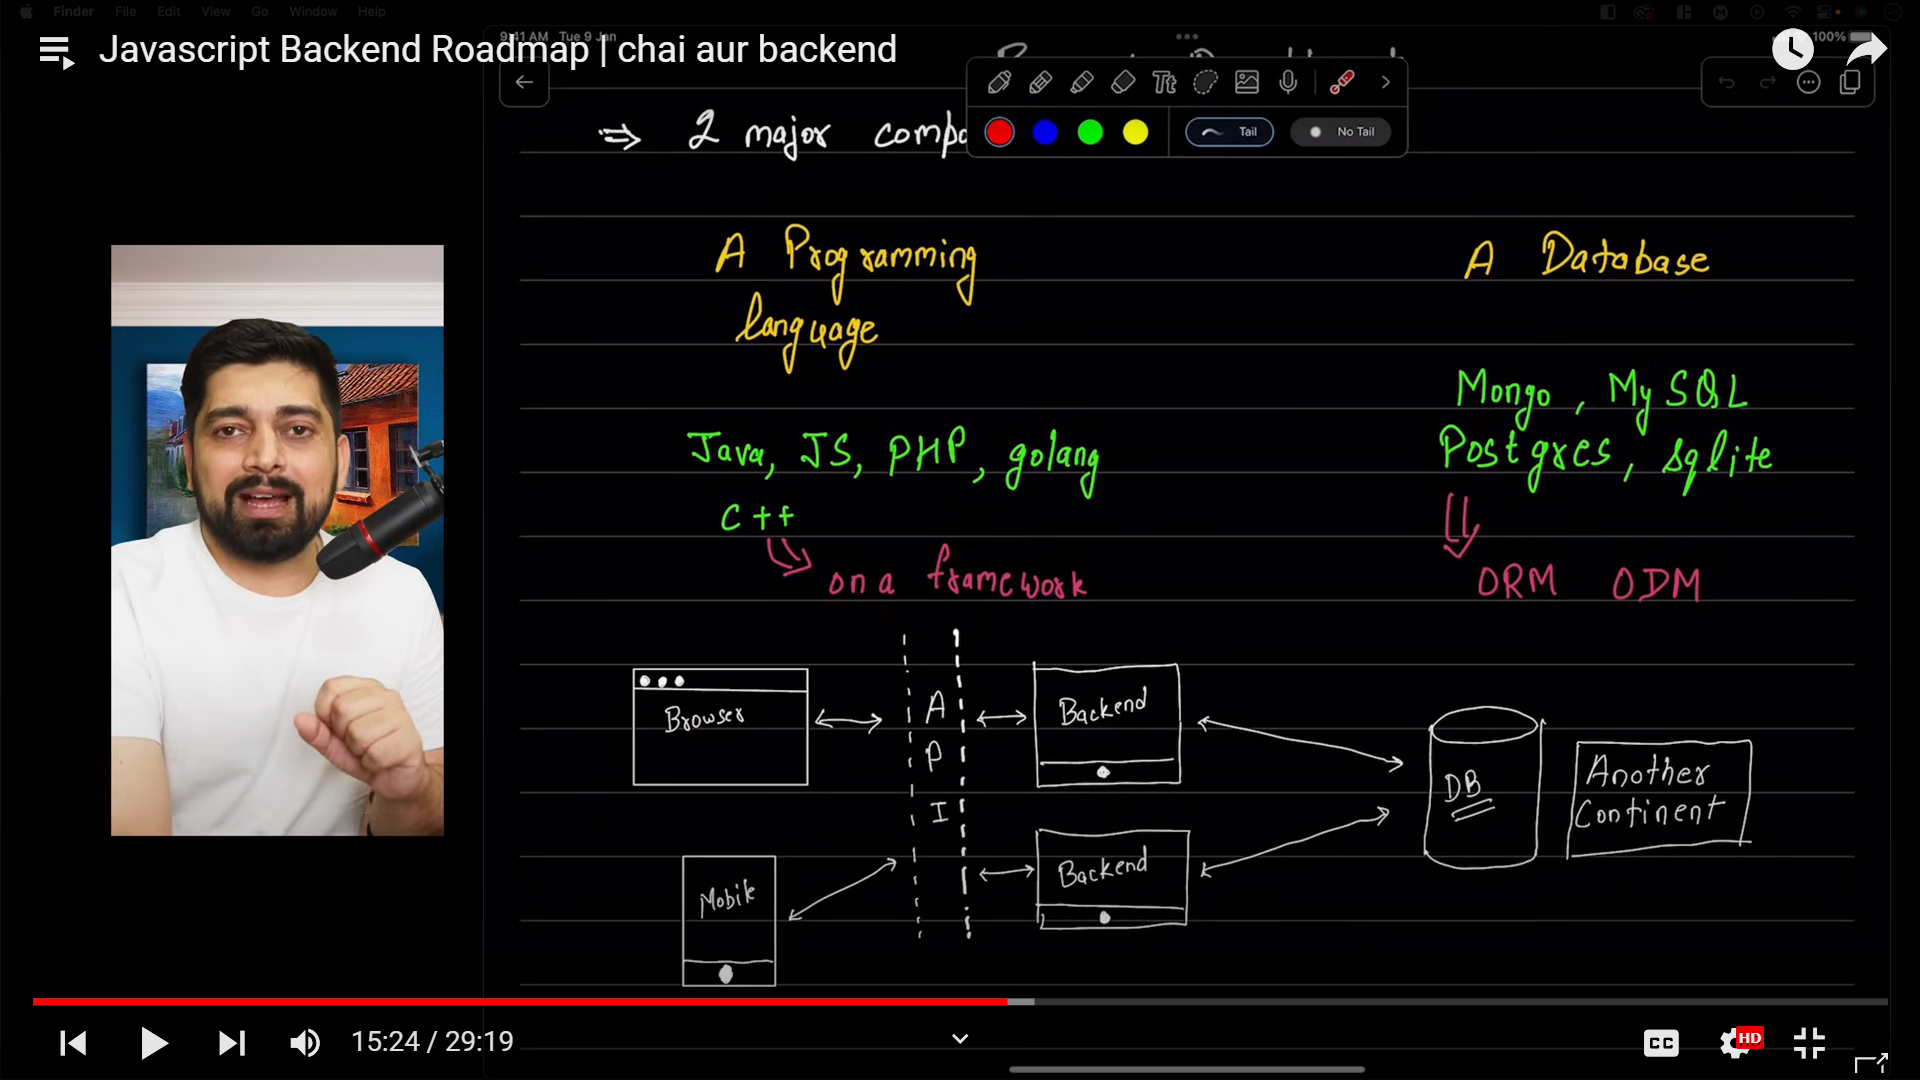 Finder File Edit View Go Window Help
9:41 AM Tue 9 Jan
100%
Javascript Backend Roadmap | chai aur backend
Tt
Tail No Tail
⇒ 2 major compo
A Programming
language
A Database
Java, JS, PHP, golang
C++
on a framework
Mongo, MySQL
Postgres, sqlite
ORM ODM
Browser
Mobile
A
P
I
Backend
Backend
DB
Another
Continent
15:24 / 29:19
CC
HD